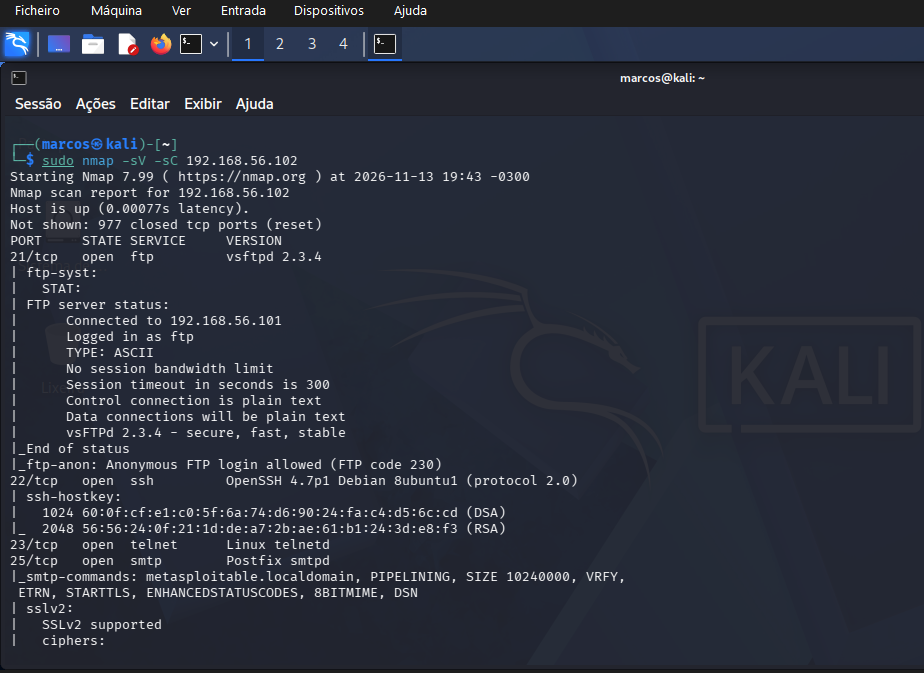 Ficheiro Máquina Ver Entrada Dispositivos Ajuda
1 2 3 4
marcos@kali: ~
Sessão Ações Editar Exibir Ajuda
┌──(marcos㉿kali)-[~]
└─$ sudo nmap -sV -sC 192.168.56.102
Starting Nmap 7.99 ( https://nmap.org ) at 2026-11-13 19:43 -0300
Nmap scan report for 192.168.56.102
Host is up (0.00077s latency).
Not shown: 977 closed tcp ports (reset)
PORT     STATE SERVICE     VERSION
21/tcp   open  ftp         vsftpd 2.3.4
| ftp-syst:
|   STAT:
| FTP server status:
|      Connected to 192.168.56.101
|      Logged in as ftp
|      TYPE: ASCII
|      No session bandwidth limit
|      Session timeout in seconds is 300
|      Control connection is plain text
|      Data connections will be plain text
|      vsFTPd 2.3.4 - secure, fast, stable
|_End of status
|_ftp-anon: Anonymous FTP login allowed (FTP code 230)
22/tcp   open  ssh         OpenSSH 4.7p1 Debian 8ubuntu1 (protocol 2.0)
| ssh-hostkey:
|   1024 60:0f:cf:e1:c0:5f:6a:74:d6:90:24:fa:c4:d5:6c:cd (DSA)
|_  2048 56:56:24:0f:21:1d:de:a7:2b:ae:61:b1:24:3d:e8:f3 (RSA)
23/tcp   open  telnet      Linux telnetd
25/tcp   open  smtp        Postfix smtpd
|_smtp-commands: metasploitable.localdomain, PIPELINING, SIZE 10240000, VRFY,
 ETRN, STARTTLS, ENHANCEDSTATUSCODES, 8BITMIME, DSN
| sslv2:
|   SSLv2 supported
|   ciphers:
KALI